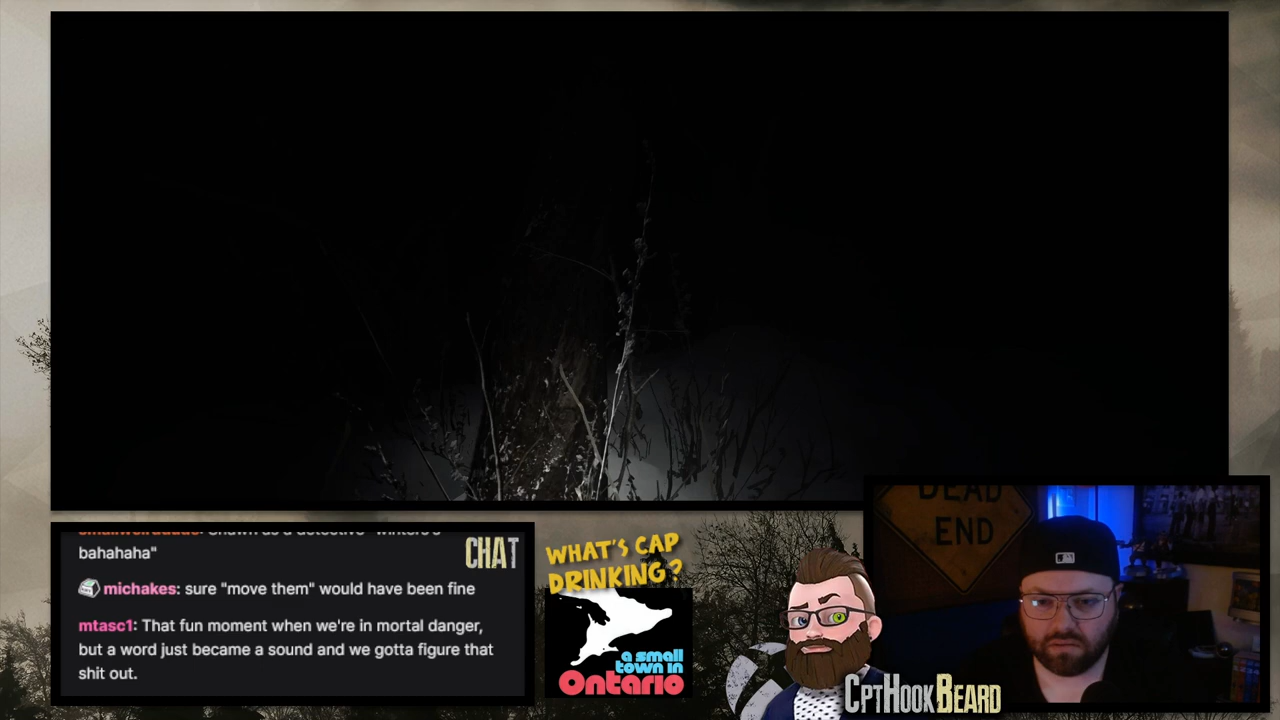 bahahaha"
CHAT
michakes: sure "move them" would have been fine
mtasc1: That fun moment when we're in mortal danger,
but a word just became a sound and we gotta figure that
shit out.
WHAT'S CAP
DRINKING?
a small
town in
Ontario
CPTHOOKBEARD
DEAD
END